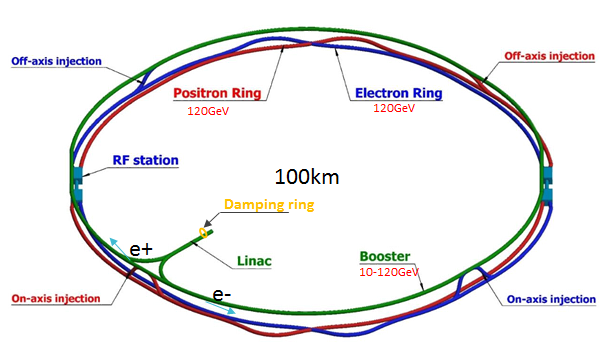 Off-axis injection
Off-axis injection
Positron Ring
120GeV
Electron Ring
120GeV
RF station
100km
Damping ring
e+
Linac
Booster
10-120GeV
e-
On-axis injection
On-axis injection